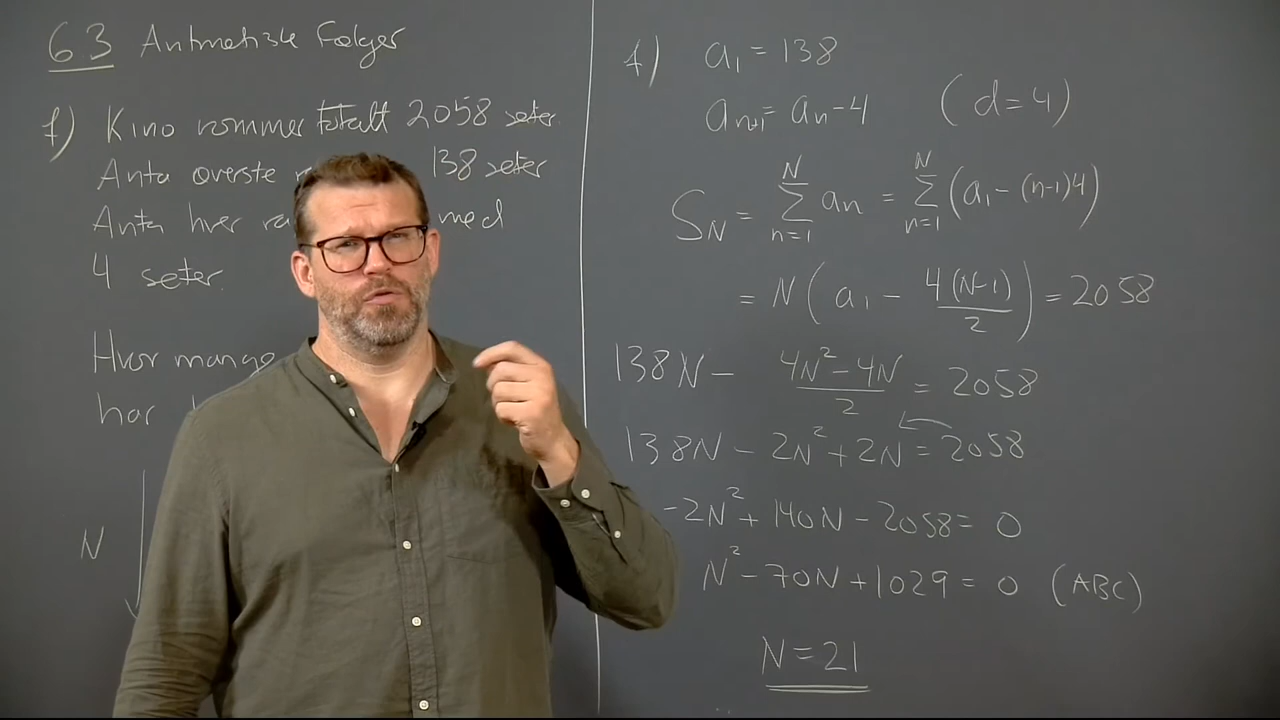 63 Aritmetiske Følger
f) Kino rommer totalt 2058 seter.
Anta øverste 138 seter
Anta hver med
4 seter.
Hvor mange
har
N
f) a₁ = 138
aₙ₊₁ = aₙ - 4 (d = 4)
S_N = ∑_{n=1}^{N} aₙ = ∑_{n=1}^{N} (a₁ - (n-1)4)
= N(a₁ - 4(N-1)/2) = 2058
138N - (4N² - 4N)/2 = 2058
138N - 2N² + 2N = 2058
-2N² + 140N - 2058 = 0
N² - 70N + 1029 = 0 (ABC)
N = 21